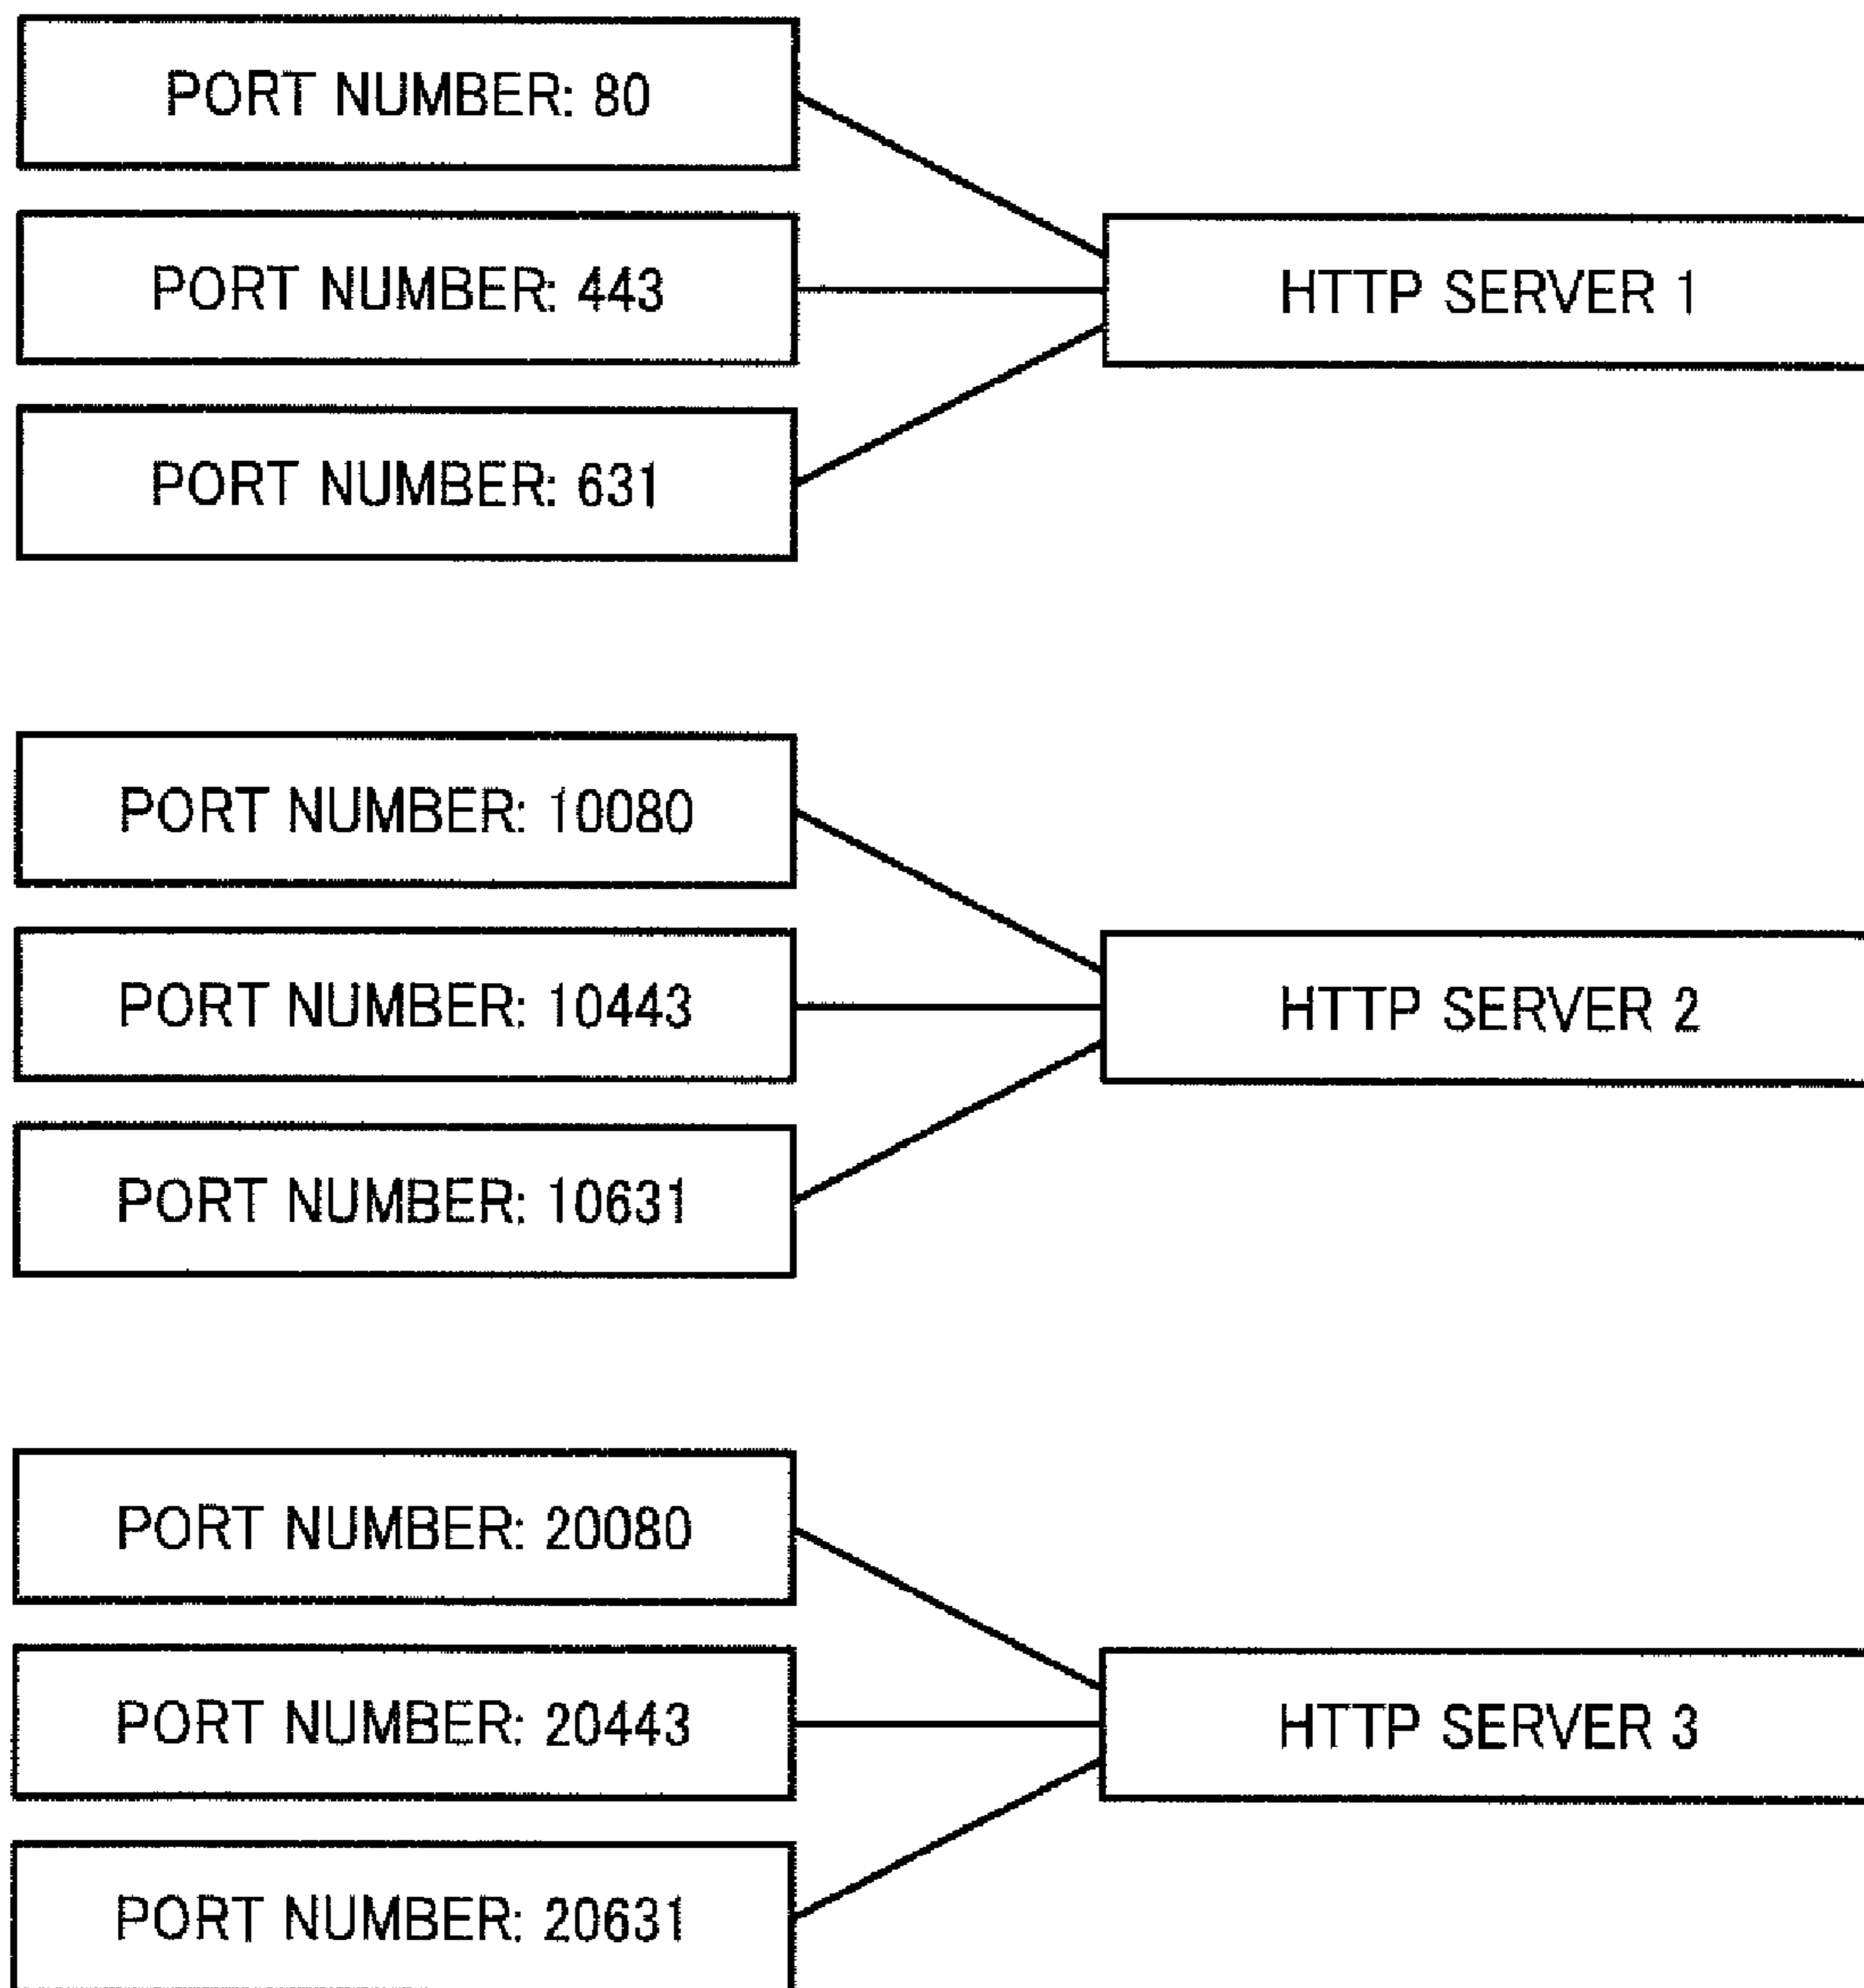 PORT NUMBER: 80
PORT NUMBER: 443
HTTP SERVER 1
PORT NUMBER: 631
PORT NUMBER: 10080
PORT NUMBER: 10443
HTTP SERVER 2
PORT NUMBER: 10631
PORT NUMBER: 20080
PORT NUMBER: 20443
HTTP SERVER 3
PORT NUMBER: 20631